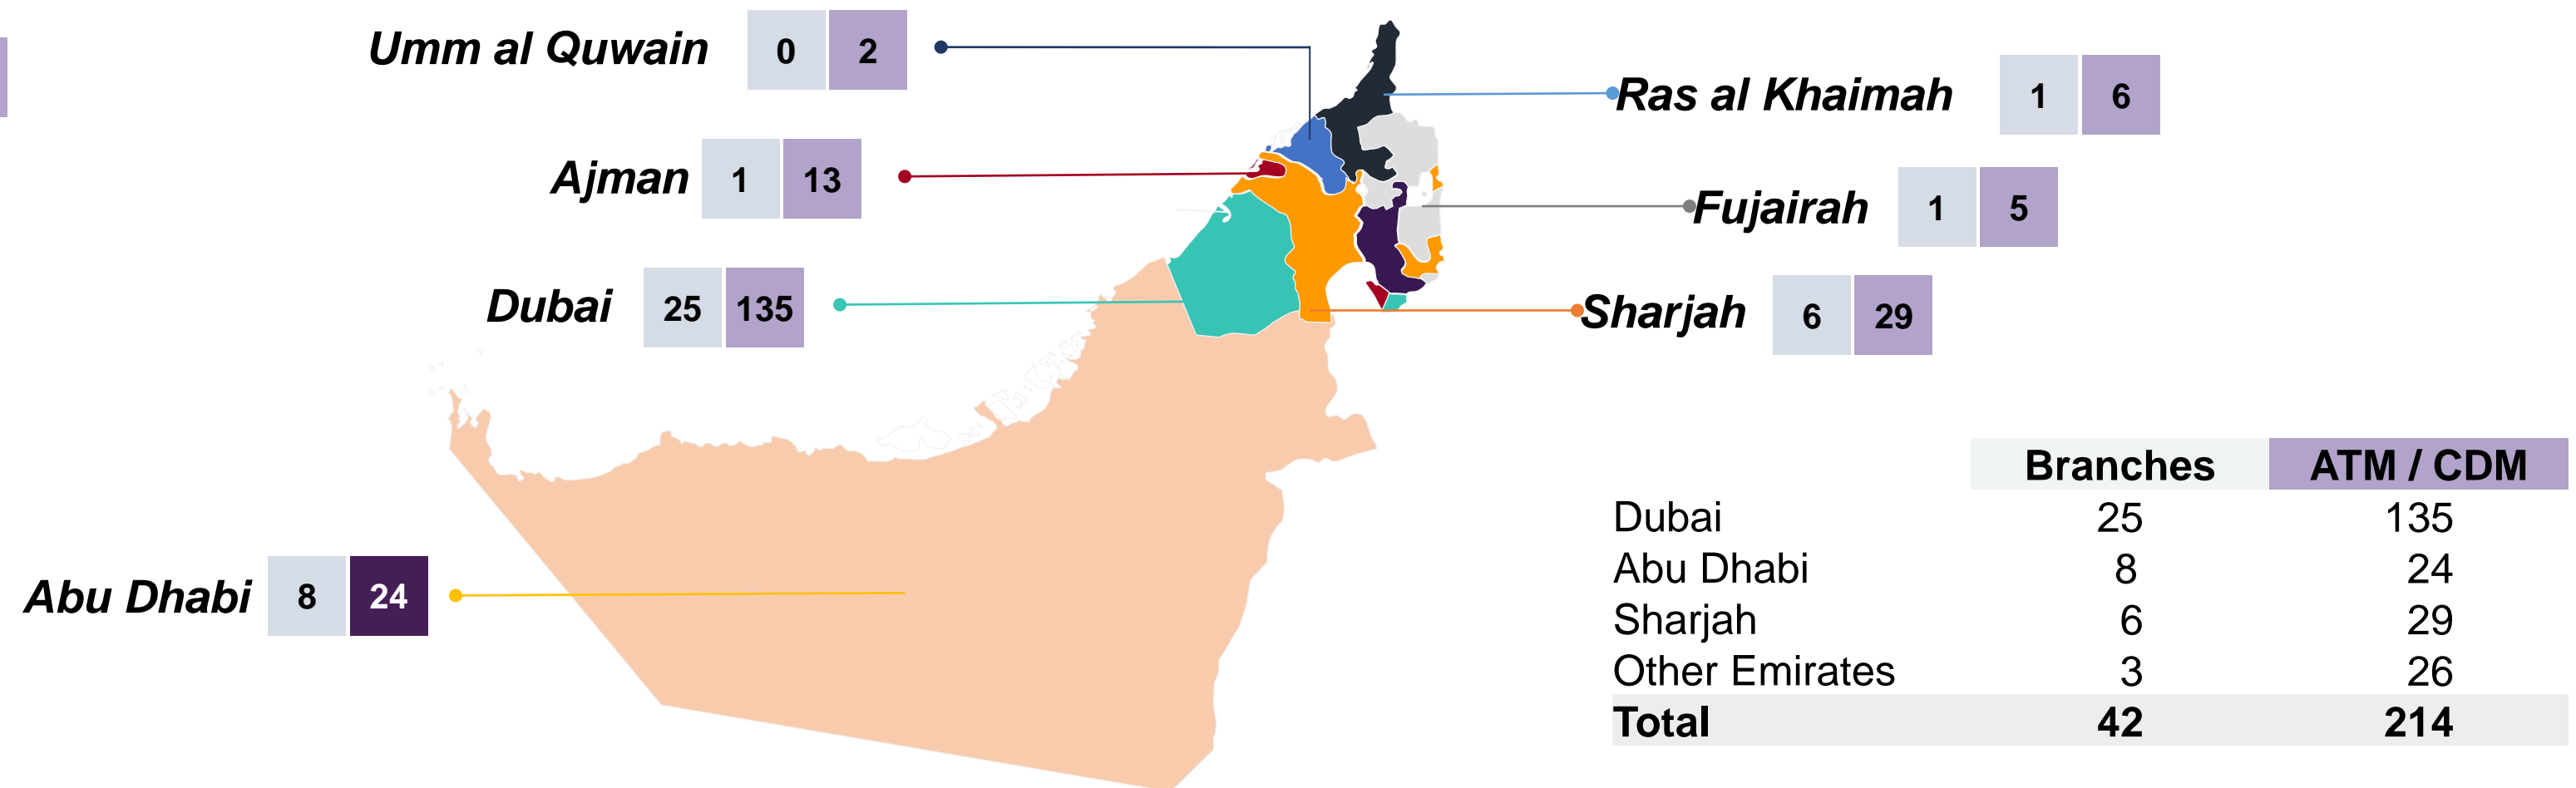 Umm al Quwain 0 2
Ras al Khaimah 1 6
Ajman 1 13
Fujairah 1 5
Dubai 25 135
Sharjah 6 29
Abu Dhabi 8 24
Branches ATM / CDM
Dubai 25 135
Abu Dhabi 8 24
Sharjah 6 29
Other Emirates 3 26
Total 42 214